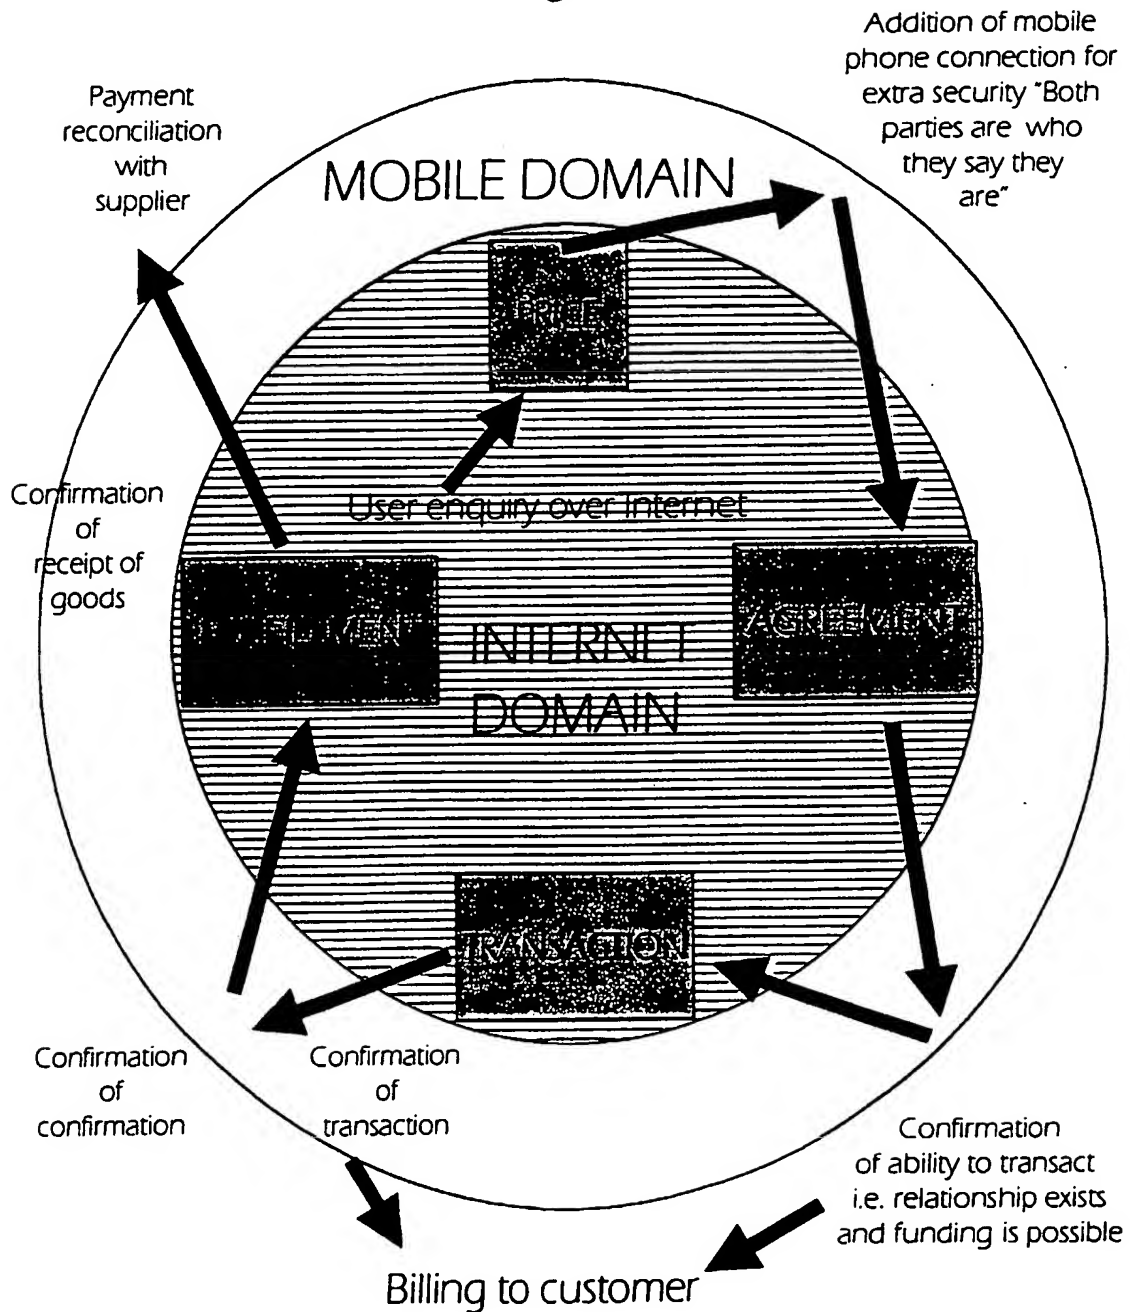 Addition of mobile
phone connection for
extra security "Both
parties are who
they say they
are"
Payment
reconciliation
with
supplier
MOBILE DOMAIN
PRICE
User enquiry over Internet
Confirmation
of
receipt of
goods
AGREEMENT
INTERNET
DOMAIN
TRANSACTION
Confirmation
of
confirmation
Confirmation
of
transaction
Confirmation
of ability to transact
i.e. relationship exists
and funding is possible
Billing to customer